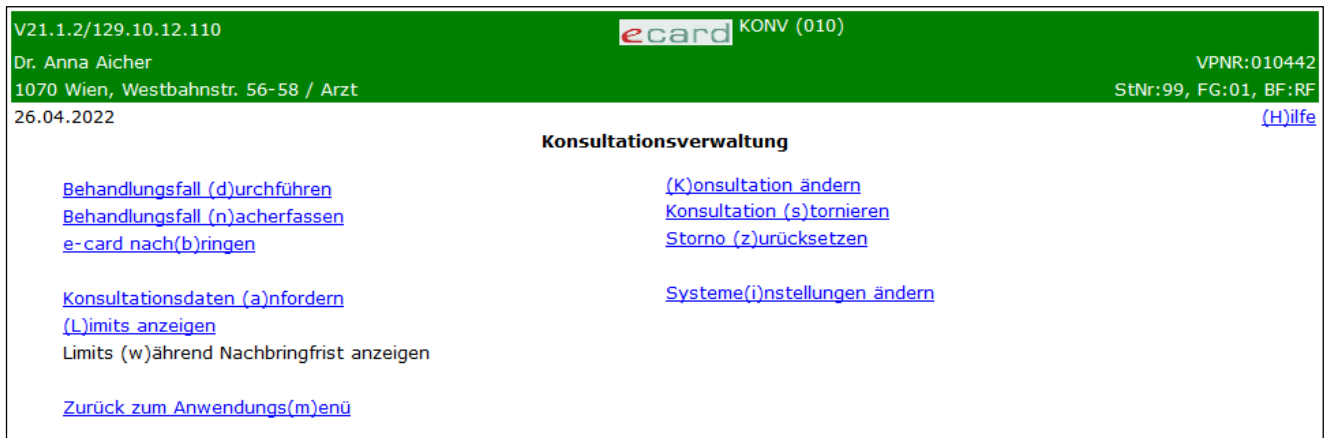 V21.1.2/129.10.12.110 ecard KONV (010)
Dr. Anna Aicher VPNR:010442
1070 Wien, Westbahnstr. 56-58 / Arzt StNr:99, FG:01, BF:RF
26.04.2022 (H)ilfe
Konsultationsverwaltung
Behandlungsfall (d)urchführen
Behandlungsfall (n)acherfassen
e-card nach(b)ringen
Konsultationsdaten (a)nfordern
(L)imits anzeigen
Limits (w)ährend Nachbringfrist anzeigen
Zurück zum Anwendungs(m)enü
(K)onsultation ändern
Konsultation (s)tornieren
Storno (z)urücksetzen
Systeme(i)nstellungen ändern